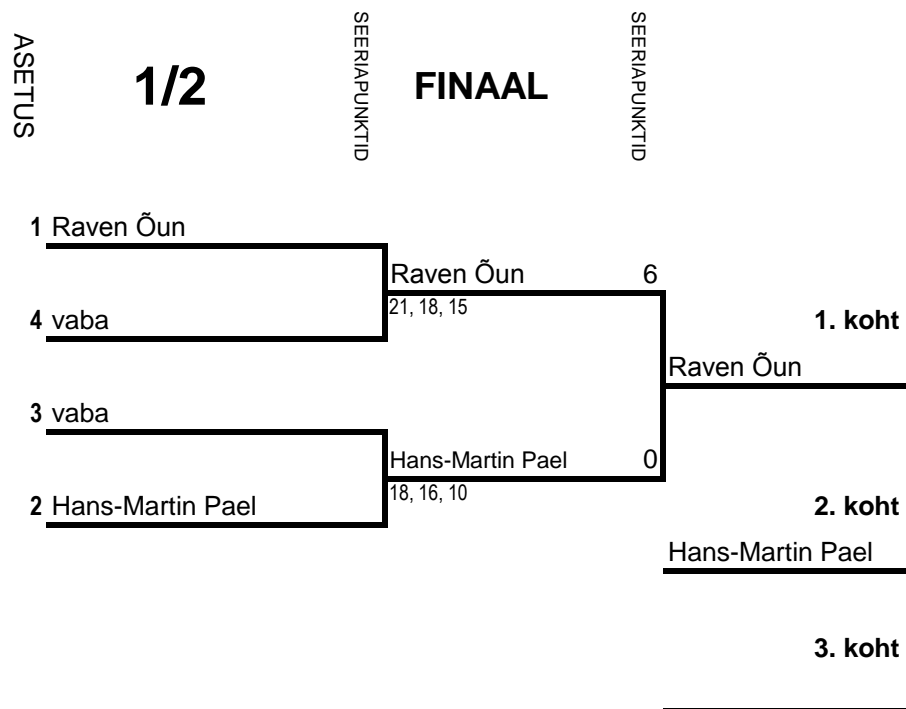 ASETUS
1/2
SEERIAPUNKTID
FINAAL
SEERIAPUNKTID
1 Raven Õun
Raven Õun 6
21, 18, 15
4 vaba
1. koht
Raven Õun
3 vaba
Hans-Martin Pael 0
18, 16, 10
2 Hans-Martin Pael
2. koht
Hans-Martin Pael
3. koht